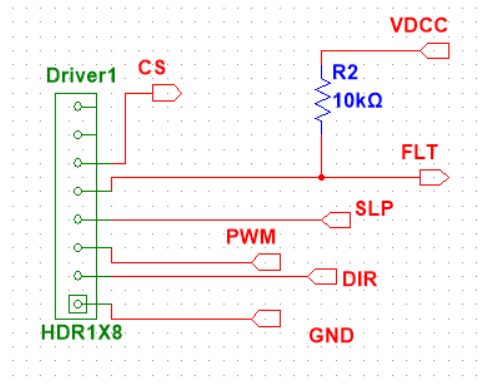 VDCC
Driver1
CS
R2
10kΩ
FLT
SLP
PWM
DIR
HDR1X8
GND